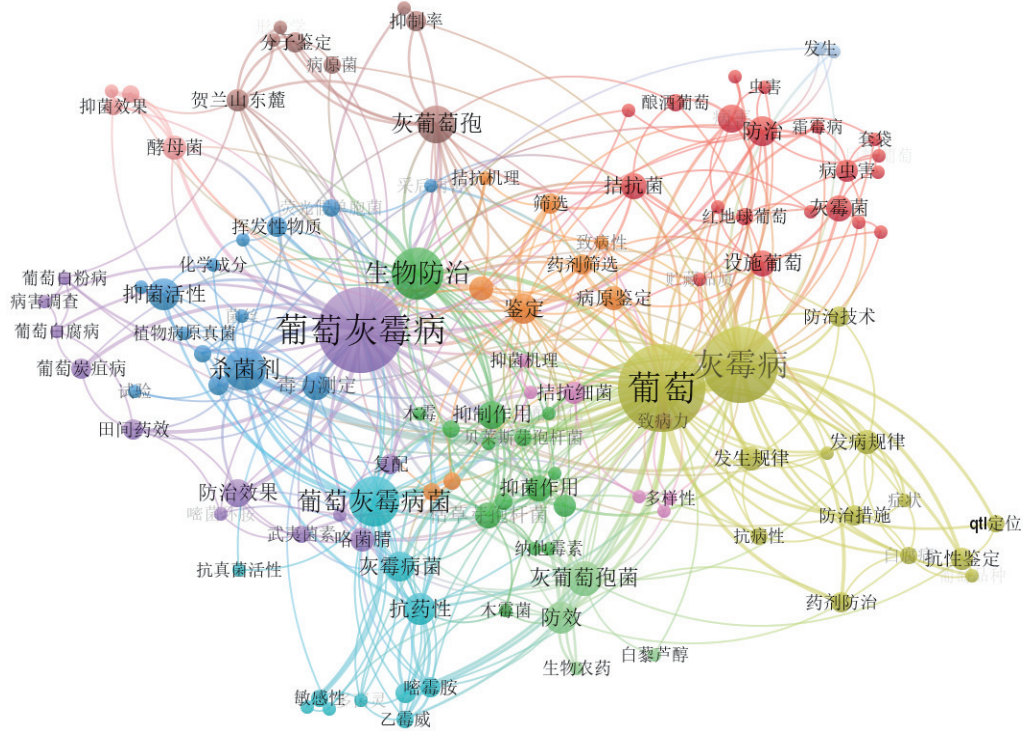 抑制率
分子鉴定
发生
病原菌
虫害
贺兰山东麓
酿酒葡萄
抑菌效果
灰葡萄孢
防治
霜霉病
套袋
酵母菌
病虫害
拮抗机理
拮抗菌
筛选
灰霉菌
红地球葡萄
挥发性物质
致病性
化学成分
生物防治
药剂筛选
设施葡萄
葡萄白粉病
抑菌活性
病原鉴定
病害调查
鉴定
防治技术
葡萄白腐病
植物病原真菌
葡萄灰霉病
抑菌机理
灰霉病
葡萄炭疽病
杀菌剂
毒力测定
葡萄
试验
拮抗细菌
木霉
抑制作用
致病力
田间药效
贝莱斯芽孢杆菌
发病规律
复配
发生规律
防治效果
葡萄灰霉病菌
抑菌作用
多样性
症状
嘧菌环胺
防治措施
qtl定位
武夷菌素
咯菌腈
抗病性
纳他霉素
抗性鉴定
抗真菌活性
灰霉病菌
灰葡萄孢菌
抗药性
木霉菌
防效
药剂防治
白藜芦醇
生物农药
敏感性
嘧霉胺
乙霉威